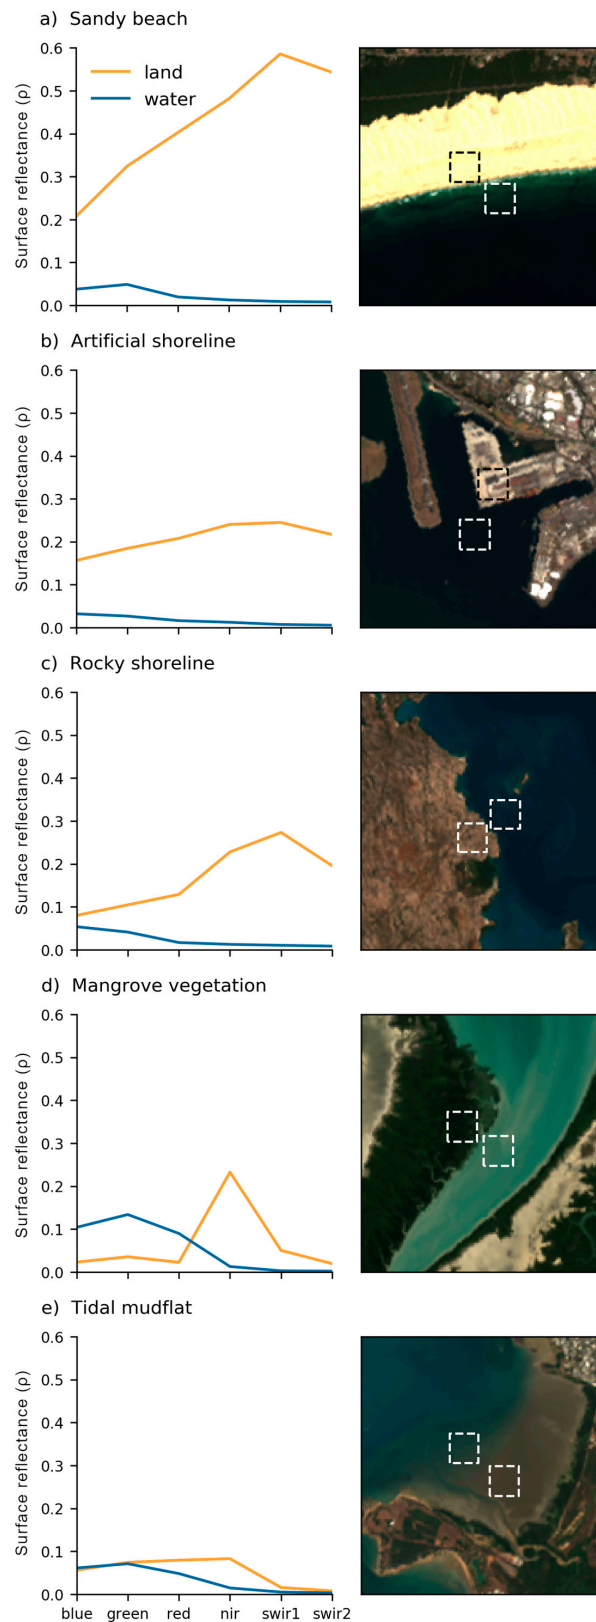 a) Sandy beach
0.6
0.5
0.4
0.3
0.2
0.1
0.0
Surface reflectance (ρ)
land
water
b) Artificial shoreline
0.6
0.5
0.4
0.3
0.2
0.1
0.0
Surface reflectance (ρ)
c) Rocky shoreline
0.6
0.5
0.4
0.3
0.2
0.1
0.0
Surface reflectance (ρ)
d) Mangrove vegetation
0.6
0.5
0.4
0.3
0.2
0.1
0.0
Surface reflectance (ρ)
e) Tidal mudflat
0.6
0.5
0.4
0.3
0.2
0.1
0.0
Surface reflectance (ρ)
blue green red nir swir1 swir2